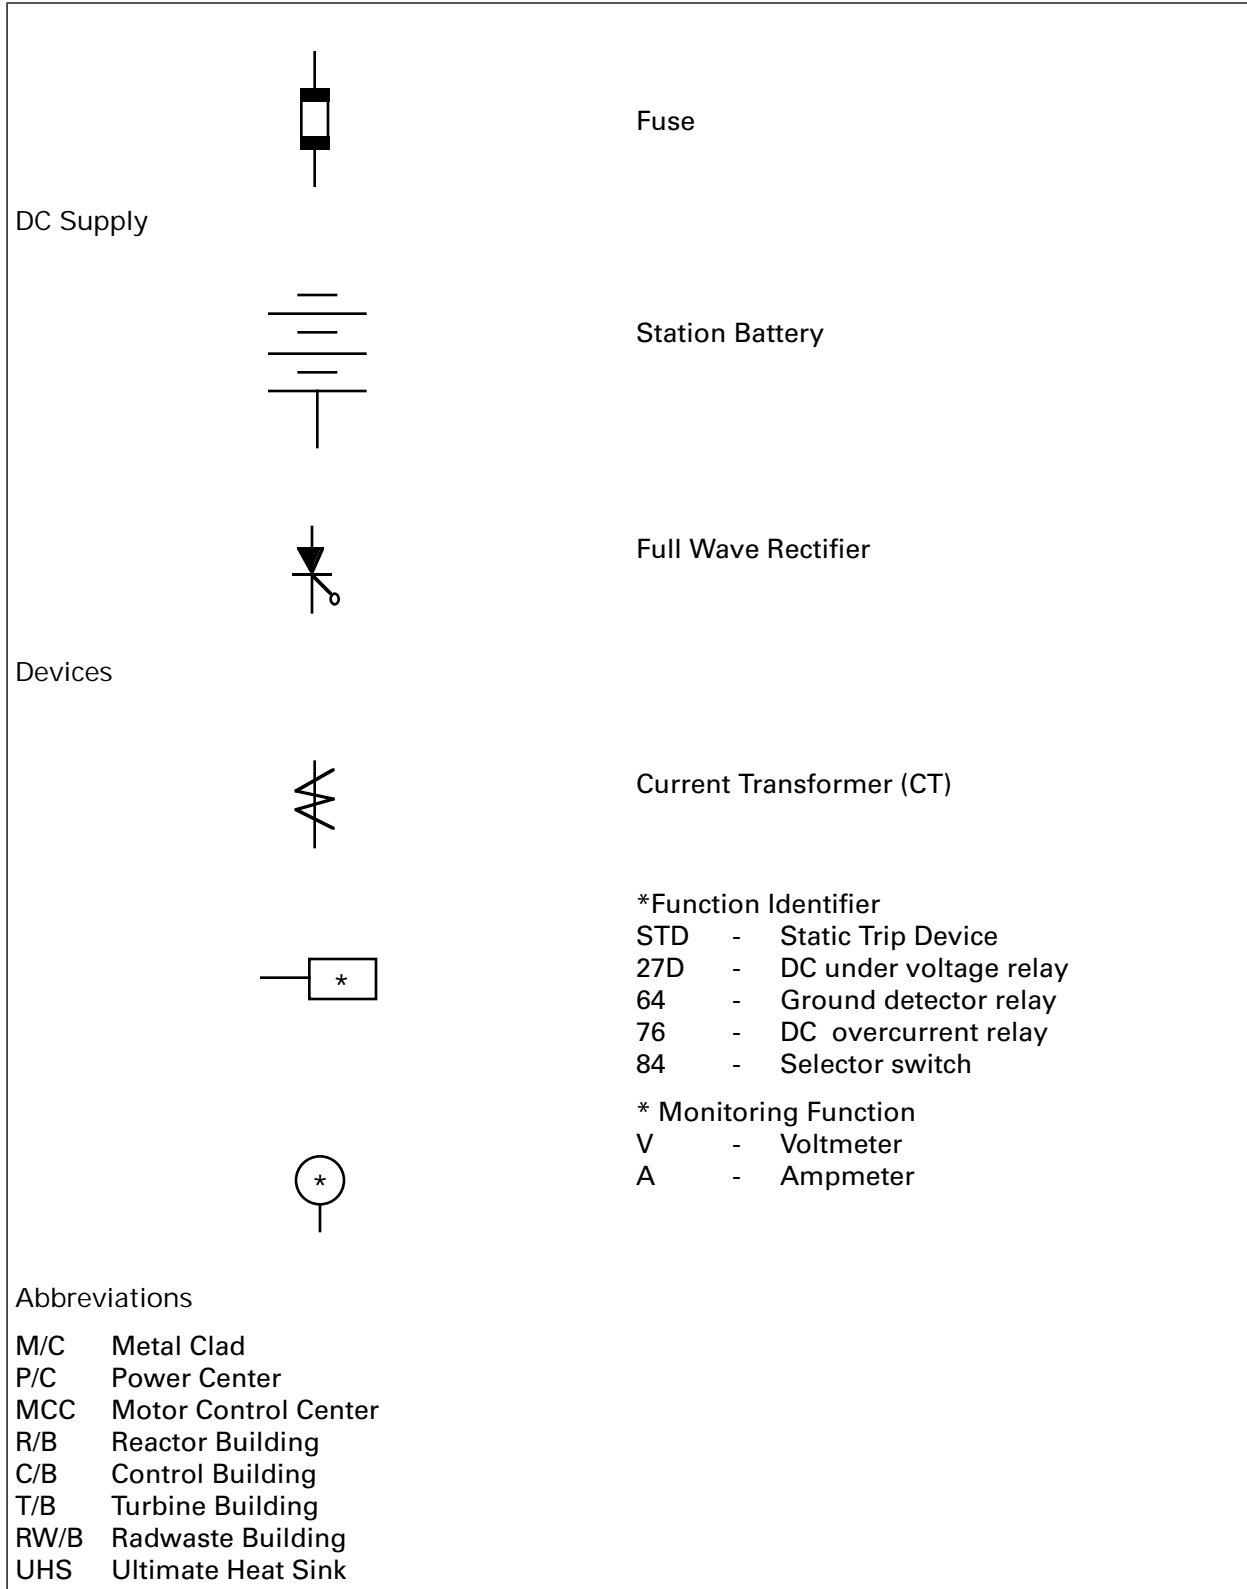 Fuse
DC Supply
Station Battery
Full Wave Rectifier
Devices
Current Transformer (CT)
*Function Identifier
STD - Static Trip Device
27D - DC under voltage relay
* 64 - Ground detector relay
76 - DC overcurrent relay
84 - Selector switch
* Monitoring Function
V - Voltmeter
A - Ampmeter
*
Abbreviations
M/C Metal Clad
P/C Power Center
MCC Motor Control Center
R/B Reactor Building
C/B Control Building
T/B Turbine Building
RW/B Radwaste Building
UHS Ultimate Heat Sink